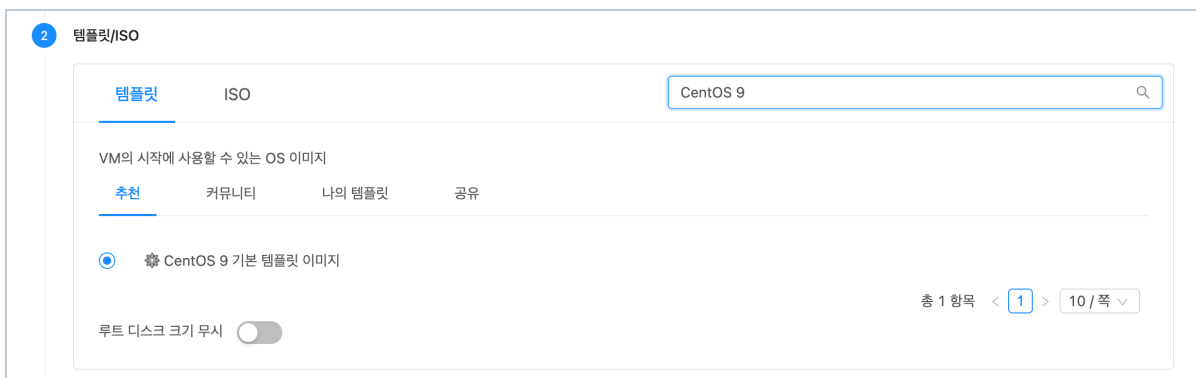 2 템플릿/ISO
템플릿 ISO CentOS 9
VM의 시작에 사용할 수 있는 OS 이미지
추천 커뮤니티 나의 템플릿 공유
CentOS 9 기본 템플릿 이미지
총 1 항목 < 1 > 10 / 쪽
루트 디스크 크기 무시